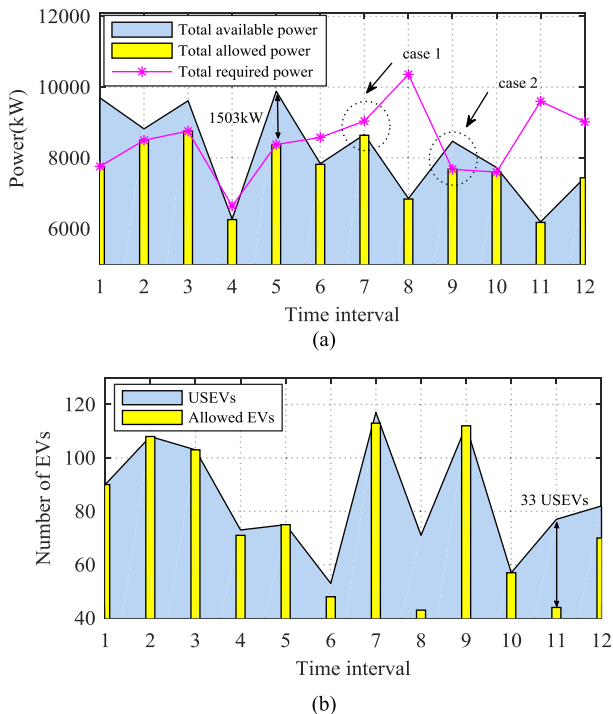 12000
10000
8000
6000
Power(kW)
Total available power
Total allowed power
Total required power
case 1
case 2
1503kW
1 2 3 4 5 6 7 8 9 10 11 12
Time interval
(a)
120
100
80
60
40
Number of EVs
USEVs
Allowed EVs
33 USEVs
1 2 3 4 5 6 7 8 9 10 11 12
Time interval
(b)